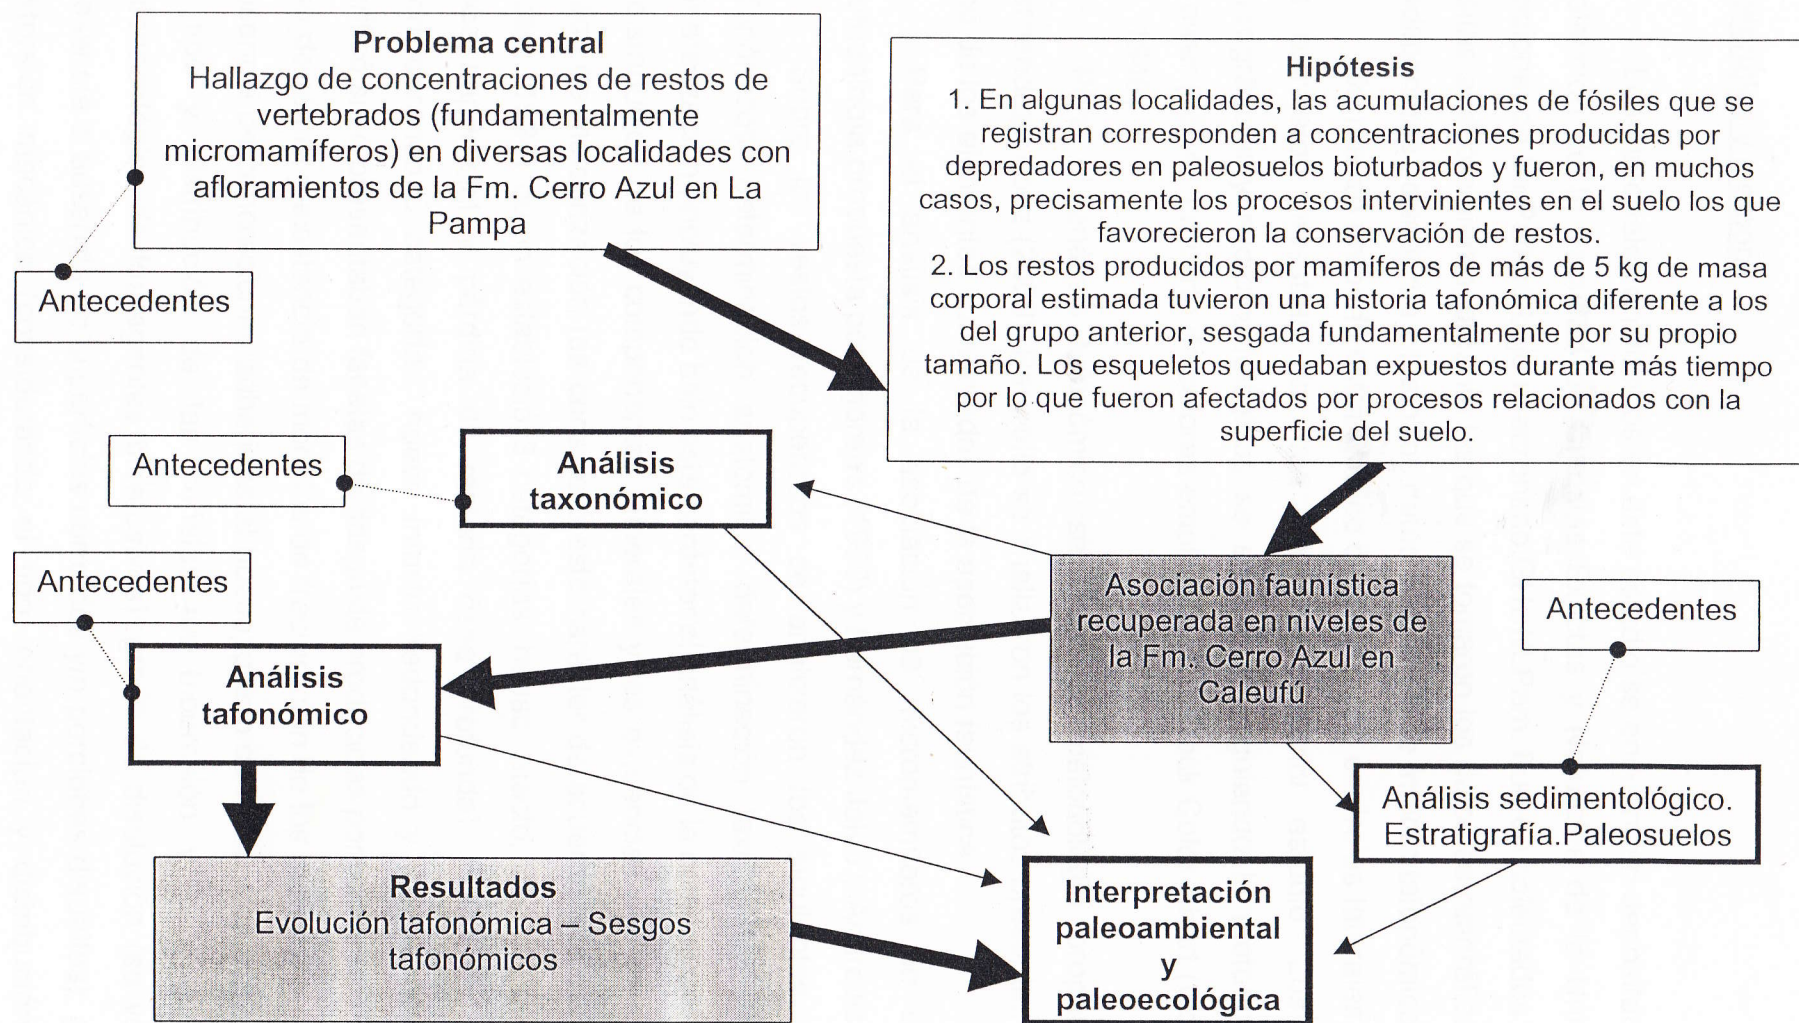 Problema central
Hallazgo de concentraciones de restos de
vertebrados (fundamentalmente
micromamíferos) en diversas localidades con
afloramientos de la Fm. Cerro Azul en La
Pampa
Hipótesis
1. En algunas localidades, las acumulaciones de fósiles que se
registran corresponden a concentraciones producidas por
depredadores en paleosuelos bioturbados y fueron, en muchos
casos, precisamente los procesos intervinientes en el suelo los que
favorecieron la conservación de restos.
2. Los restos producidos por mamíferos de más de 5 kg de masa
corporal estimada tuvieron una historia tafonómica diferente a los
del grupo anterior, sesgada fundamentalmente por su propio
tamaño. Los esqueletos quedaban expuestos durante más tiempo
por lo que fueron afectados por procesos relacionados con la
superficie del suelo.
Antecedentes
Antecedentes
Análisis
taxonómico
Antecedentes
Asociación faunística
recuperada en niveles de
la Fm. Cerro Azul en
Caleufú
Antecedentes
Análisis
tafonómico
Análisis sedimentológico.
Estratigrafía.Paleosuelos
Resultados
Evolución tafonómica – Sesgos
tafonómicos
Interpretación
paleoambiental
y
paleoecológica